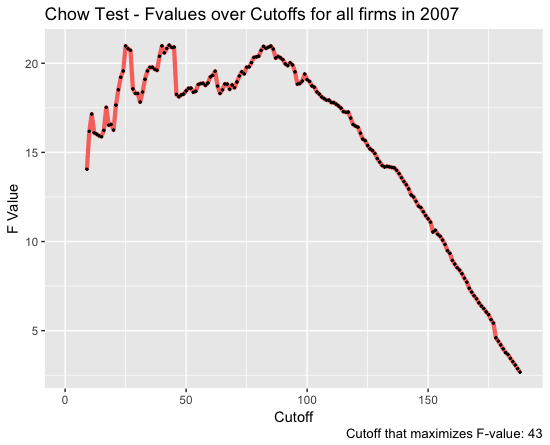 Chow Test - Fvalues over Cutoffs for all firms in 2007
F Value
20
15
10
5
0
50
100
150
Cutoff
Cutoff that maximizes F-value: 43